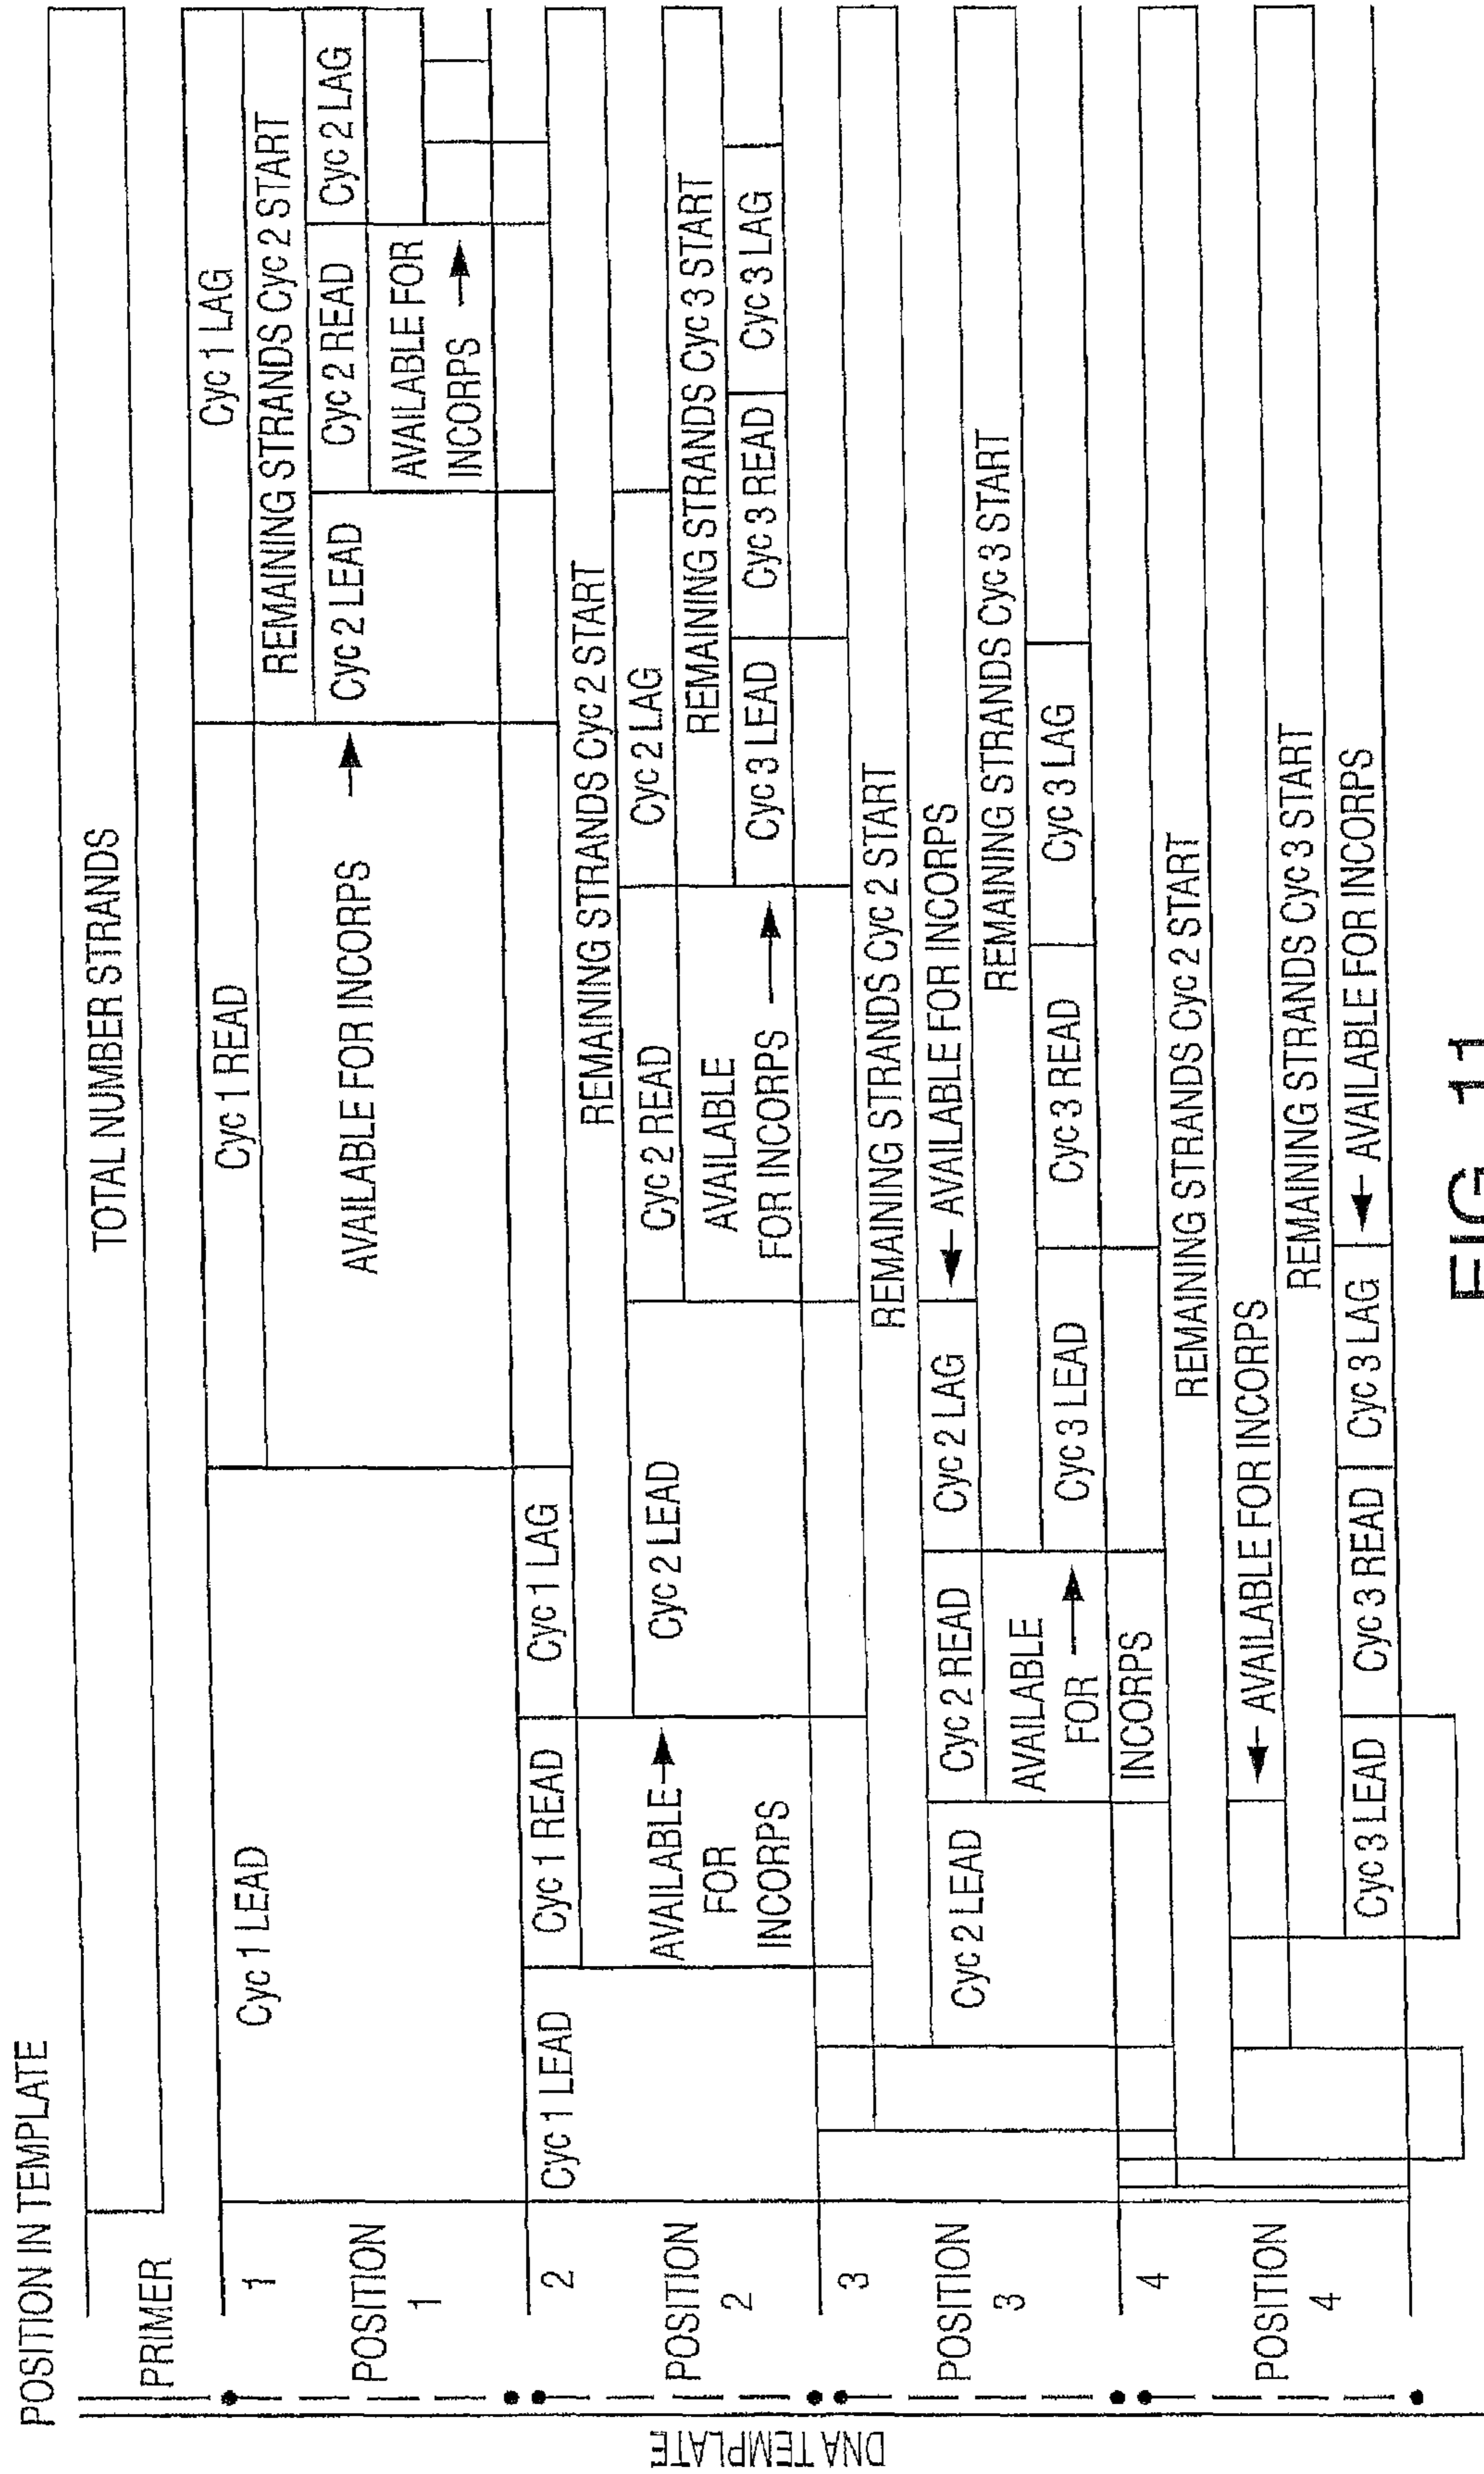 POSITION IN TEMPLATE
DNA TEMPLATE
PRIMER
TOTAL NUMBER STRANDS
1
POSITION
1
Cyc 1 LEAD
Cyc 1 READ
Cyc 1 LAG
AVAILABLE FOR INCORPS
REMAINING STRANDS Cyc 2 START
Cyc 2 LEAD
Cyc 2 READ
Cyc 2 LAG
AVAILABLE FOR
INCORPS
2
POSITION
2
Cyc 1 LEAD
Cyc 1 READ
Cyc 1 LAG
AVAILABLE
FOR
INCORPS
REMAINING STRANDS Cyc 2 START
Cyc 2 LEAD
Cyc 2 READ
Cyc 2 LAG
AVAILABLE
FOR INCORPS
REMAINING STRANDS Cyc 3 START
Cyc 3 LEAD
Cyc 3 READ
Cyc 3 LAG
3
POSITION
3
REMAINING STRANDS Cyc 2 START
Cyc 2 LEAD
Cyc 2 READ
Cyc 2 LAG
AVAILABLE FOR INCORPS
AVAILABLE
FOR
INCORPS
REMAINING STRANDS Cyc 3 START
Cyc 3 LEAD
Cyc 3 READ
Cyc 3 LAG
4
POSITION
4
REMAINING STRANDS Cyc 2 START
AVAILABLE FOR INCORPS
REMAINING STRANDS Cyc 3 START
Cyc 3 LEAD
Cyc 3 READ
Cyc 3 LAG
AVAILABLE FOR INCORPS
FIG. 11